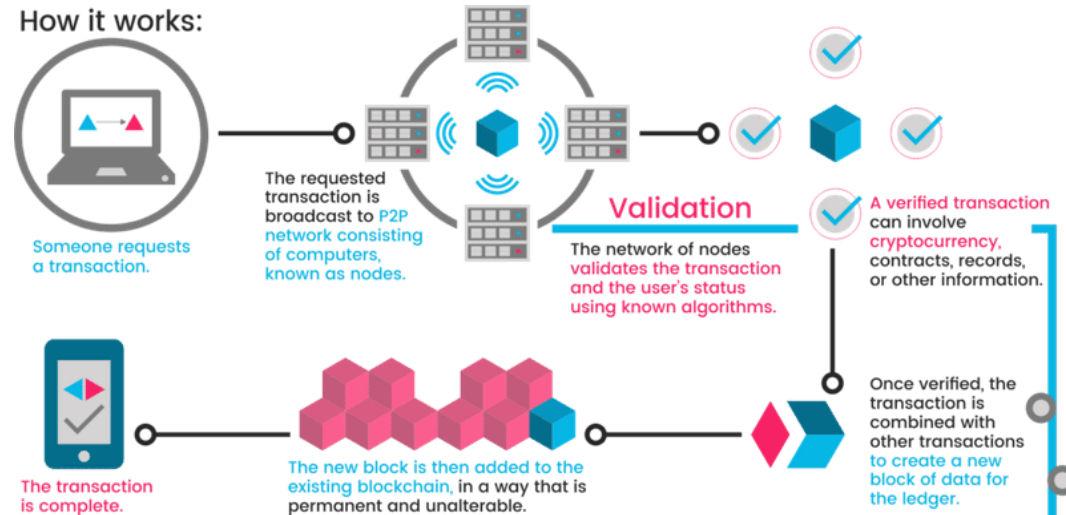 How it works:
Someone requests
a transaction.
The requested
transaction is
broadcast to P2P
network consisting
of computers,
known as nodes.
Validation
The network of nodes
validates the transaction
and the user's status
using known algorithms.
A verified transaction
can involve
cryptocurrency,
contracts, records,
or other information.
Once verified, the
transaction is
combined with
other transactions
to create a new
block of data for
the ledger.
The new block is then added to the
existing blockchain, in a way that is
permanent and unalterable.
The transaction
is complete.